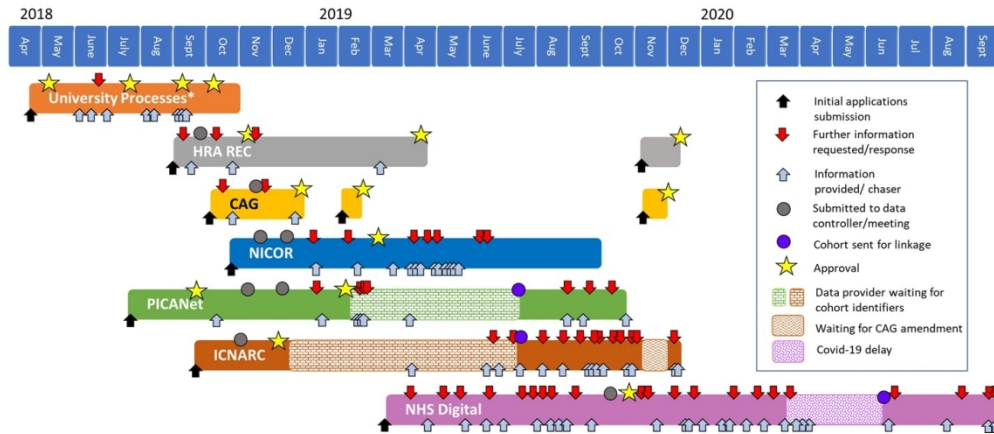 2018 2019 2020
Apr May June July Aug Sept Oct Nov Dec Jan Feb Mar Apr May June July Aug Sept Oct Nov Dec Jan Feb Mar Apr May Jun Jul Aug Sept
University Processes*
HRA REC
CAG
NICOR
PICANet
ICNARC
NHS Digital
Initial applications
submission
Further information
requested/response
Information
provided/ chaser
Submitted to data
controller/meeting
Cohort sent for linkage
Approval
Data provider waiting for
cohort identifiers
Waiting for CAG amendment
Covid-19 delay